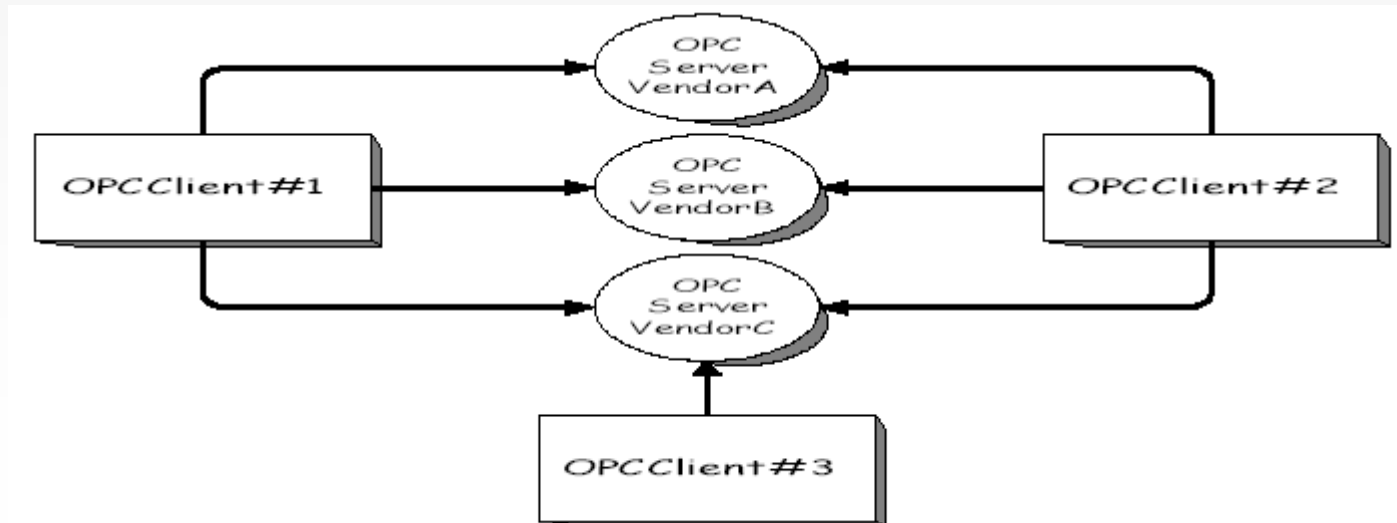 OPC
Server
VendorA
OPCClient#1
OPC
Server
VendorB
OPCClient#2
OPC
Server
VendorC
OPCClient#3